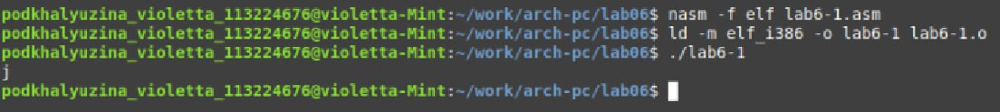 podkhalyuzina_violetta_113224676@violetta-Mint:~/work/arch-pc/lab06$ nasm -f elf lab6-1.asm
podkhalyuzina_violetta_113224676@violetta-Mint:~/work/arch-pc/lab06$ ld -m elf_i386 -o lab6-1 lab6-1.o
podkhalyuzina_violetta_113224676@violetta-Mint:~/work/arch-pc/lab06$ ./lab6-1
j
podkhalyuzina_violetta_113224676@violetta-Mint:~/work/arch-pc/lab06$